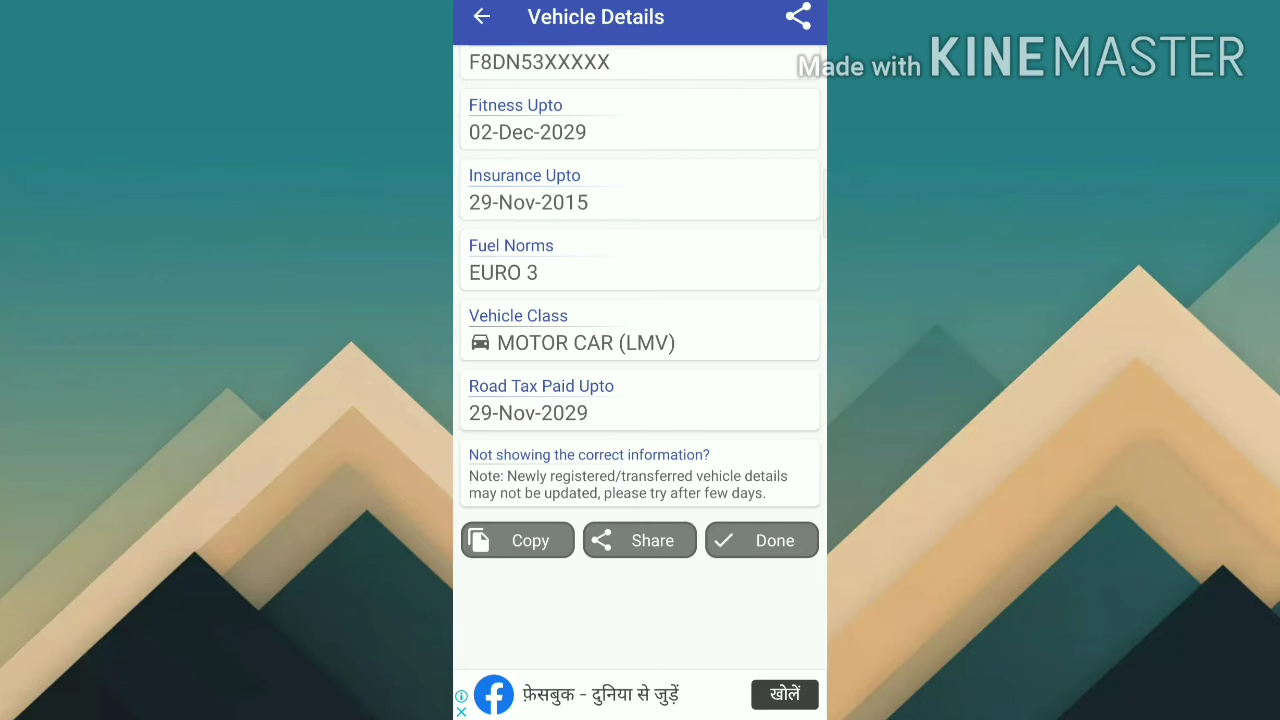 Vehicle Details
Made with KINEMASTER
F8DN53XXXXX
Fitness Upto
02-Dec-2029
Insurance Upto
29-Nov-2015
Fuel Norms
EURO 3
Vehicle Class
MOTOR CAR (LMV)
Road Tax Paid Upto
29-Nov-2029
Not showing the correct information?
Note: Newly registered/transferred vehicle details
may not be updated, please try after few days.
Copy Share Done
फ़ेसबुक - दुनिया से जुड़ें खोलें